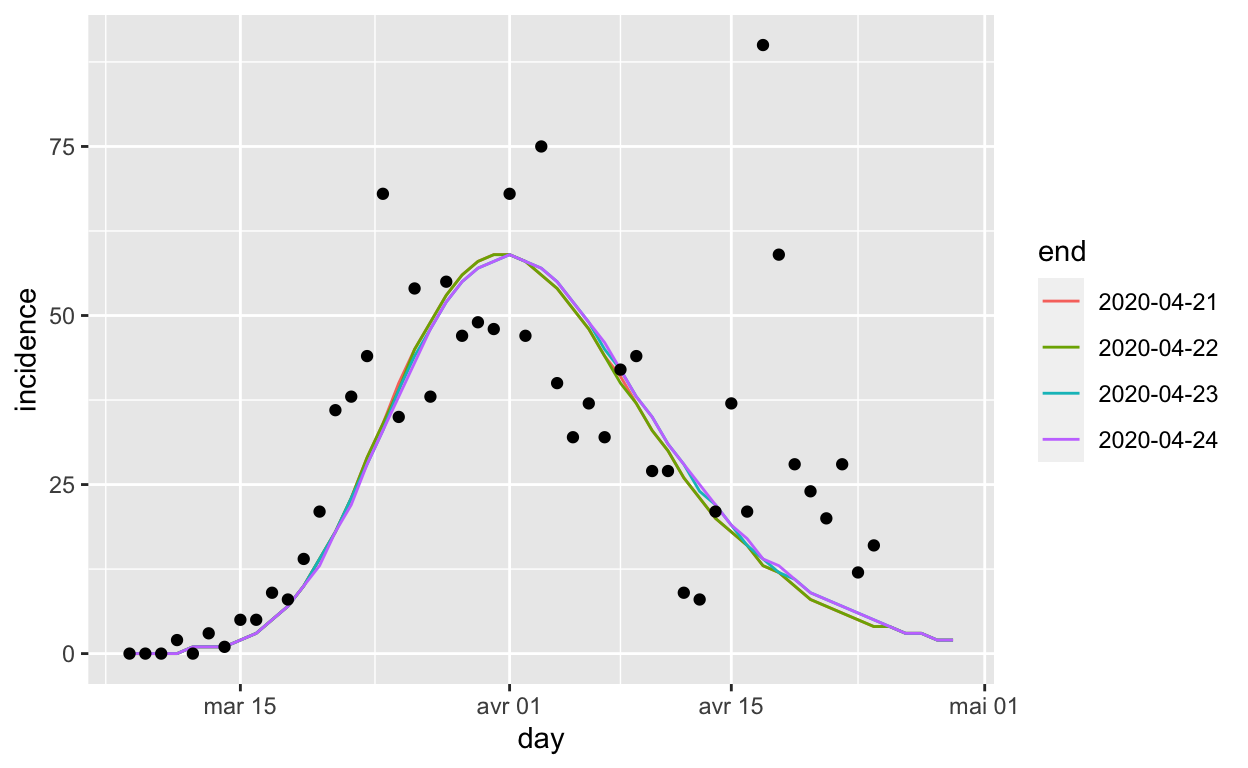 75
50
25
0
incidence
mar 15
avr 01
avr 15
mai 01
day
end
2020-04-21
2020-04-22
2020-04-23
2020-04-24